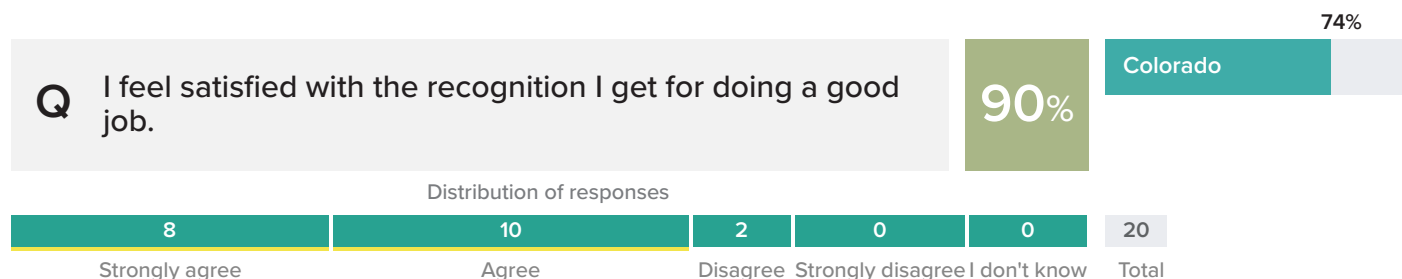 74%
Q
I feel satisfied with the recognition I get for doing a good
job.
90%
Colorado
Distribution of responses
8 10 2 0 0 20
Strongly agree Agree Disagree Strongly disagree I don't know Total